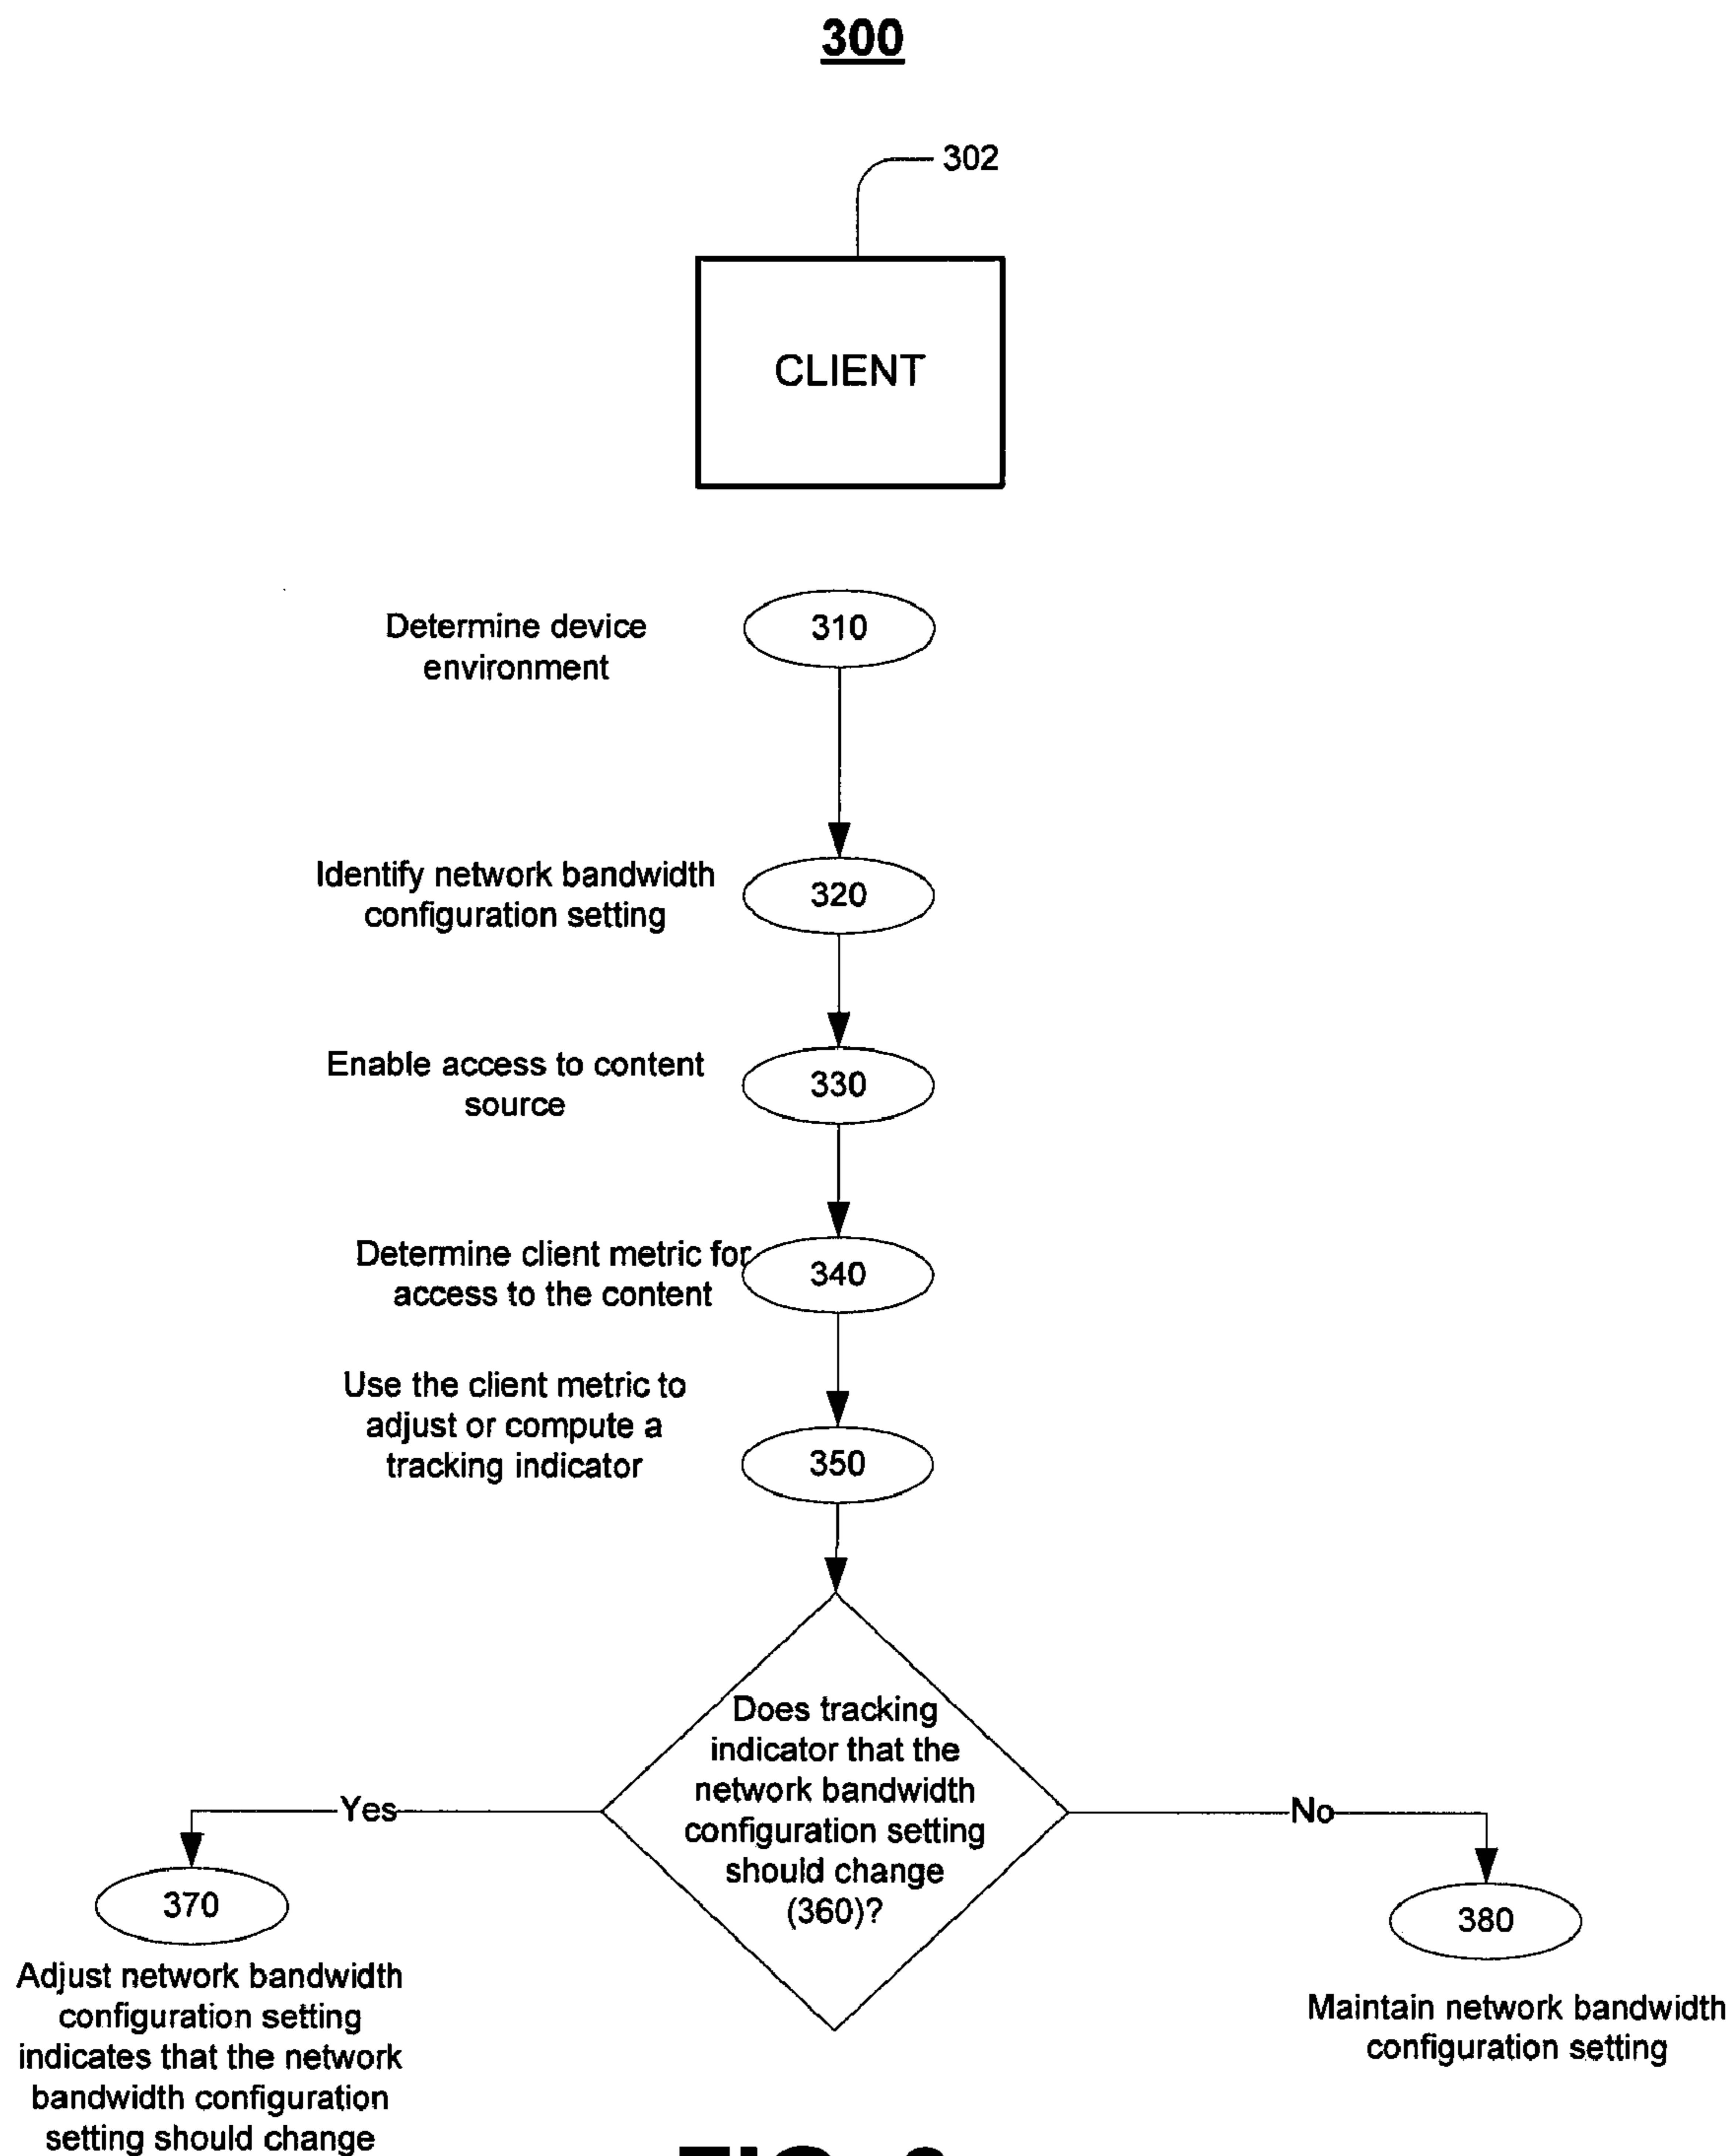 300
302
CLIENT
Determine device
environment
310
Identify network bandwidth
configuration setting
320
Enable access to content
source
330
Determine client metric for
access to the content
340
Use the client metric to
adjust or compute a
tracking indicator
350
Does tracking
indicator that the
network bandwidth
configuration setting
should change
(360)?
Yes
No
370
380
Adjust network bandwidth
configuration setting
indicates that the network
bandwidth configuration
setting should change
Maintain network bandwidth
configuration setting
FIG.